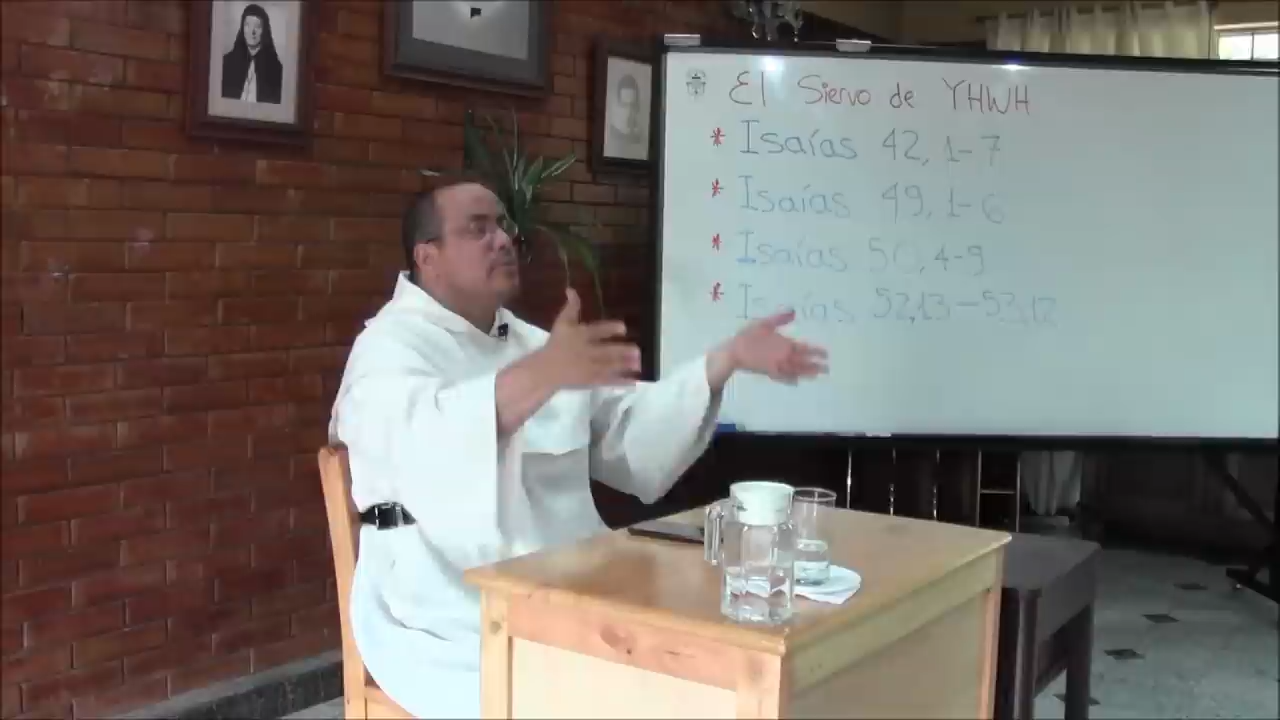 El Siervo de YHWH
* Isaías 42, 1-7
* Isaías 49, 1-6
* Isaías 50, 4-9
* Isaías 52,13-53,12